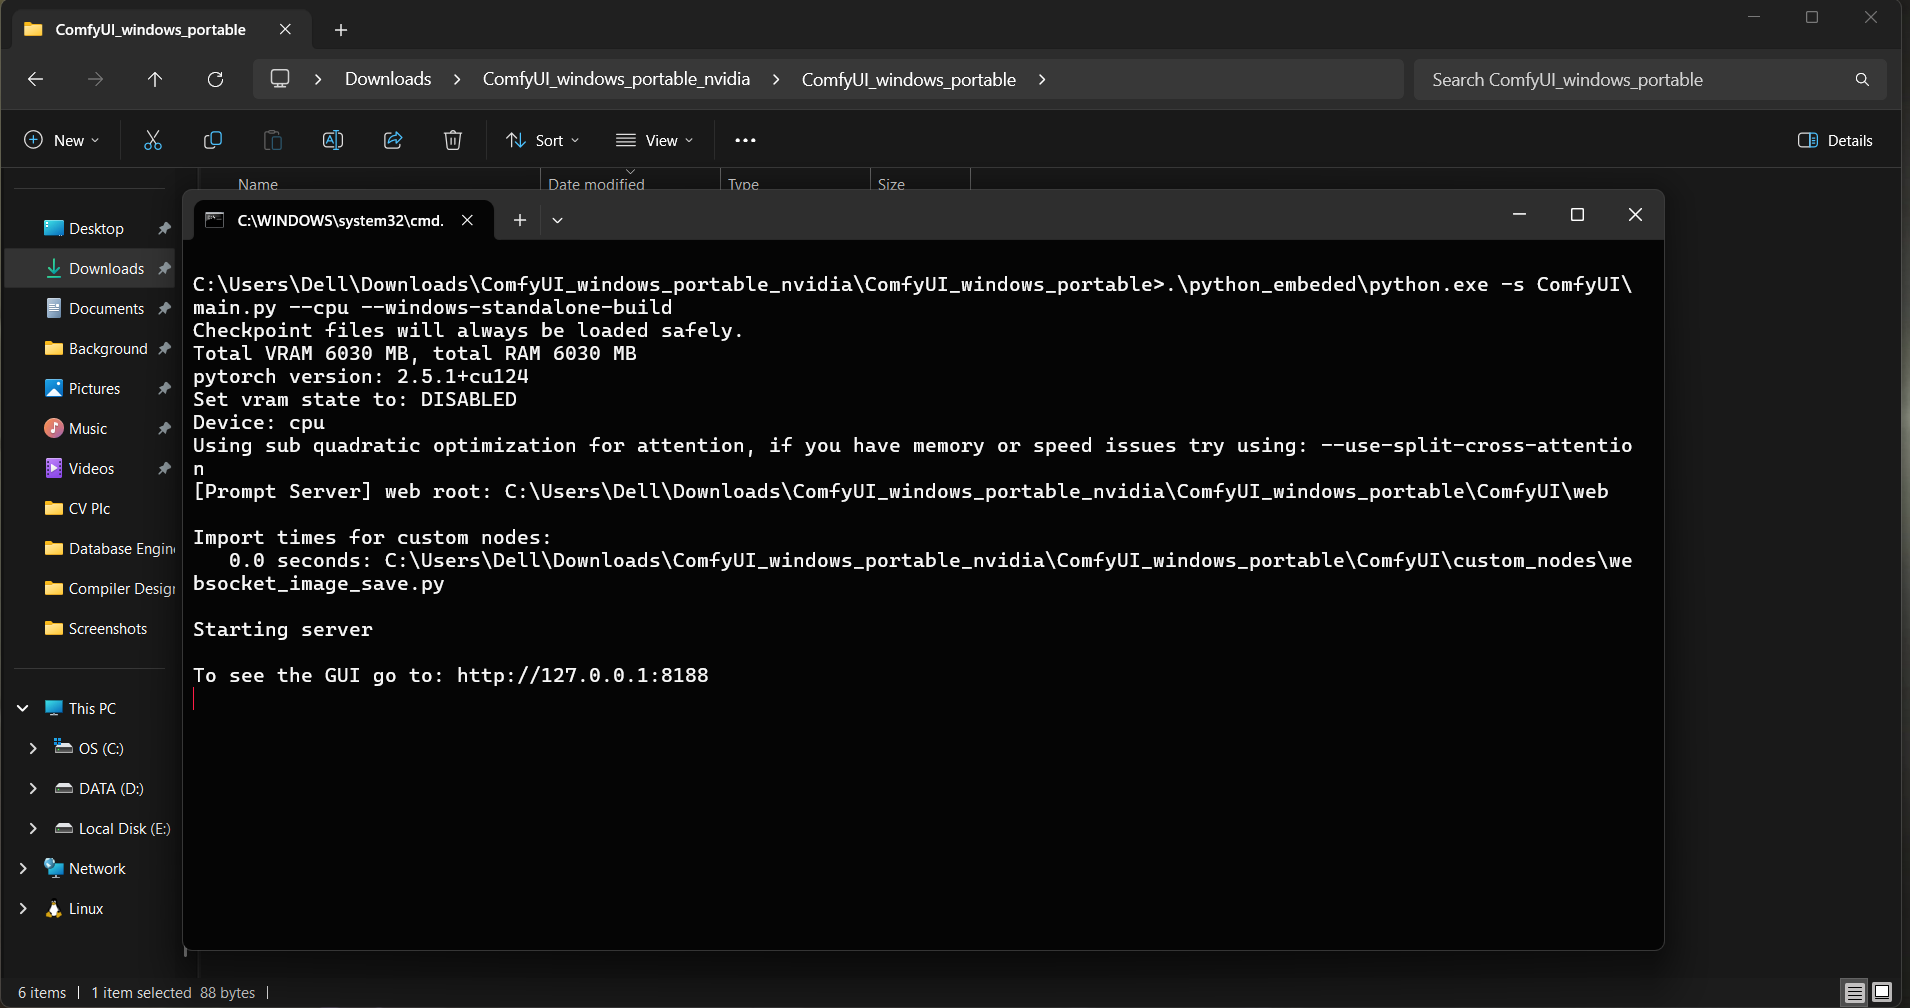 ComfyUI_windows_portable
Downloads
ComfyUI_windows_portable_nvidia
ComfyUI_windows_portable
Search ComfyUI_windows_portable
New
Sort
View
Details
Name
Date modified
Type
Size
Desktop
Downloads
Documents
Background
Pictures
Music
Videos
CV PIc
Database Engin
Compiler Desig
Screenshots
This PC
OS (C:)
DATA (D:)
Local Disk (E:)
Network
Linux
C:\WINDOWS\system32\cmd.
C:\Users\Dell\Downloads\ComfyUI_windows_portable_nvidia\ComfyUI_windows_portable>.\python_embeded\python.exe -s ComfyUI\
main.py --cpu --windows-standalone-build
Checkpoint files will always be loaded safely.
Total VRAM 6030 MB, total RAM 6030 MB
pytorch version: 2.5.1+cu124
Set vram state to: DISABLED
Device: cpu
Using sub quadratic optimization for attention, if you have memory or speed issues try using: --use-split-cross-attentio
n
[Prompt Server] web root: C:\Users\Dell\Downloads\ComfyUI_windows_portable_nvidia\ComfyUI_windows_portable\ComfyUI\web
Import times for custom nodes:
0.0 seconds: C:\Users\Dell\Downloads\ComfyUI_windows_portable_nvidia\ComfyUI_windows_portable\ComfyUI\custom_nodes\we
bsocket_image_save.py
Starting server
To see the GUI go to: http://127.0.0.1:8188
6 items
1 item selected 88 bytes